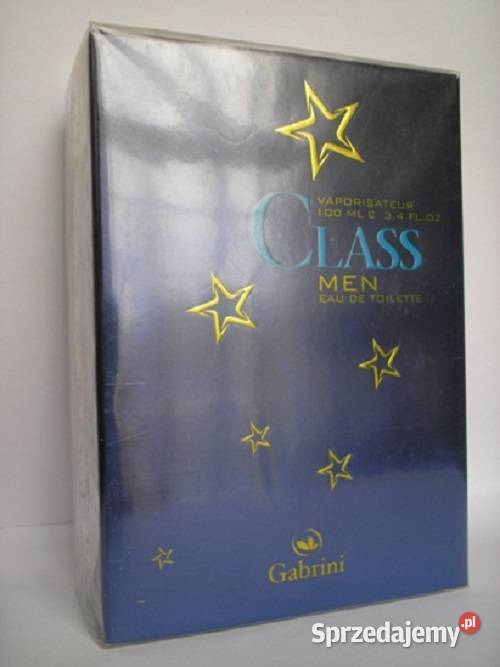 VAPORISATEUR
100 ML ℮ 3.4 FL.OZ
CLASS
MEN
EAU DE TOILETTE
Gabrini
Sprzedajemy.pl